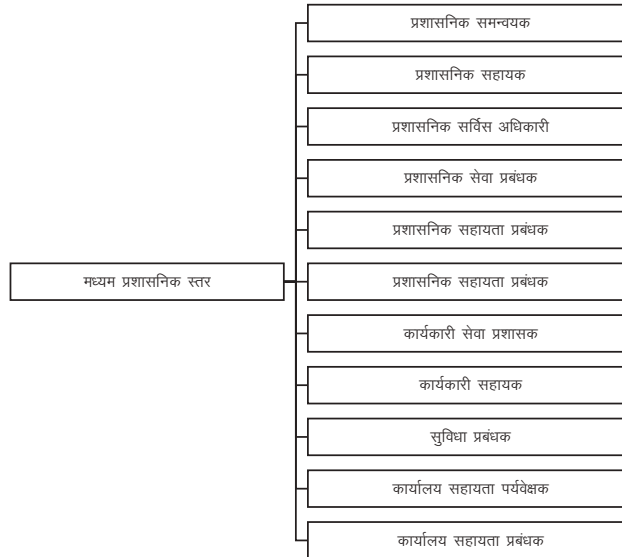 मध्यम प्रशासनिक स्तर
प्रशासनिक समन्वयक
प्रशासनिक सहायक
प्रशासनिक सर्विस अधिकारी
प्रशासनिक सेवा प्रबंधक
प्रशासनिक सहायता प्रबंधक
प्रशासनिक सहायता प्रबंधक
कार्यकारी सेवा प्रशासक
कार्यकारी सहायक
सुविधा प्रबंधक
कार्यालय सहायता पर्यवेक्षक
कार्यालय सहायता प्रबंधक